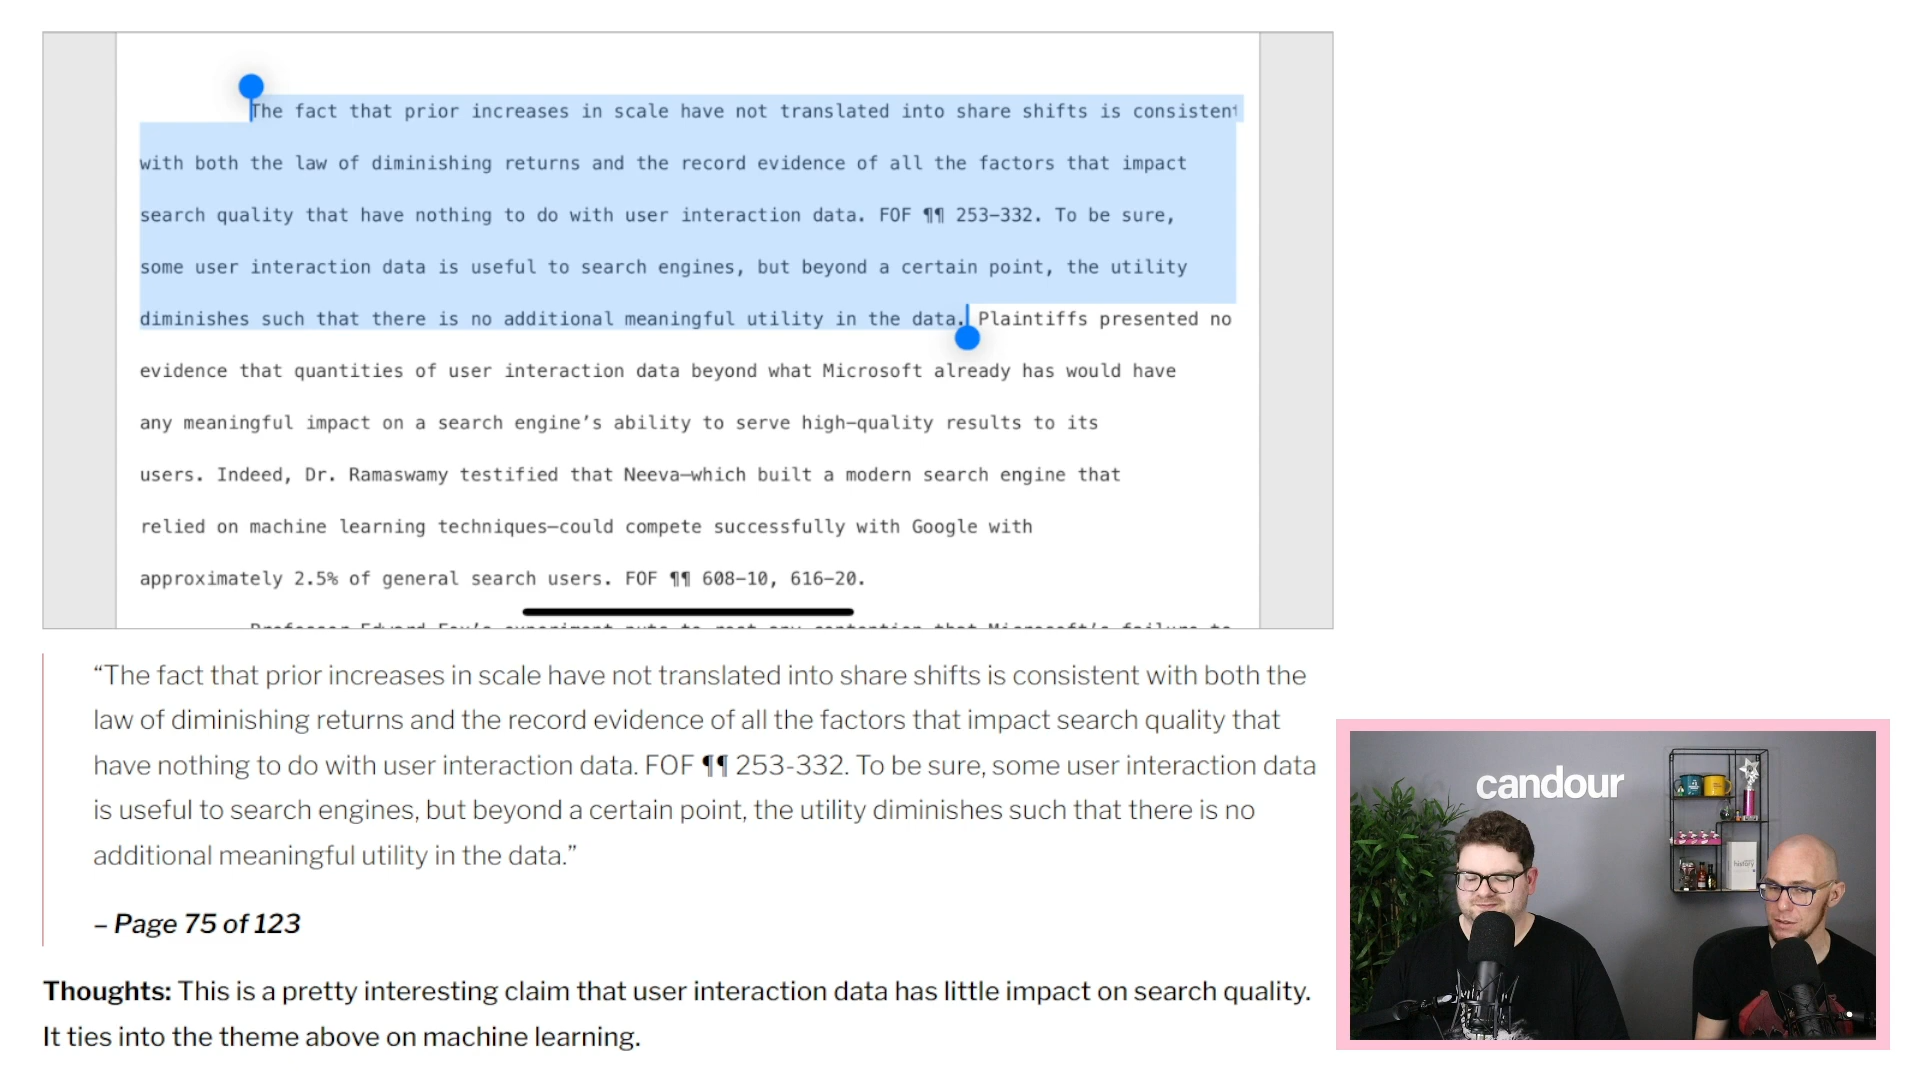 The fact that prior increases in scale have not translated into share shifts is consistent
with both the law of diminishing returns and the record evidence of all the factors that impact
search quality that have nothing to do with user interaction data. FOF ¶¶ 253–332. To be sure,
some user interaction data is useful to search engines, but beyond a certain point, the utility
diminishes such that there is no additional meaningful utility in the data. Plaintiffs presented no
evidence that quantities of user interaction data beyond what Microsoft already has would have
any meaningful impact on a search engine’s ability to serve high–quality results to its
users. Indeed, Dr. Ramaswamy testified that Neeva—which built a modern search engine that
relied on machine learning techniques—could compete successfully with Google with
approximately 2.5% of general search users. FOF ¶¶ 608–10, 616–20.
“The fact that prior increases in scale have not translated into share shifts is consistent with both the
law of diminishing returns and the record evidence of all the factors that impact search quality that
have nothing to do with user interaction data. FOF ¶¶ 253-332. To be sure, some user interaction data
is useful to search engines, but beyond a certain point, the utility diminishes such that there is no
additional meaningful utility in the data.”
– Page 75 of 123
Thoughts: This is a pretty interesting claim that user interaction data has little impact on search quality.
It ties into the theme above on machine learning.
candour
history